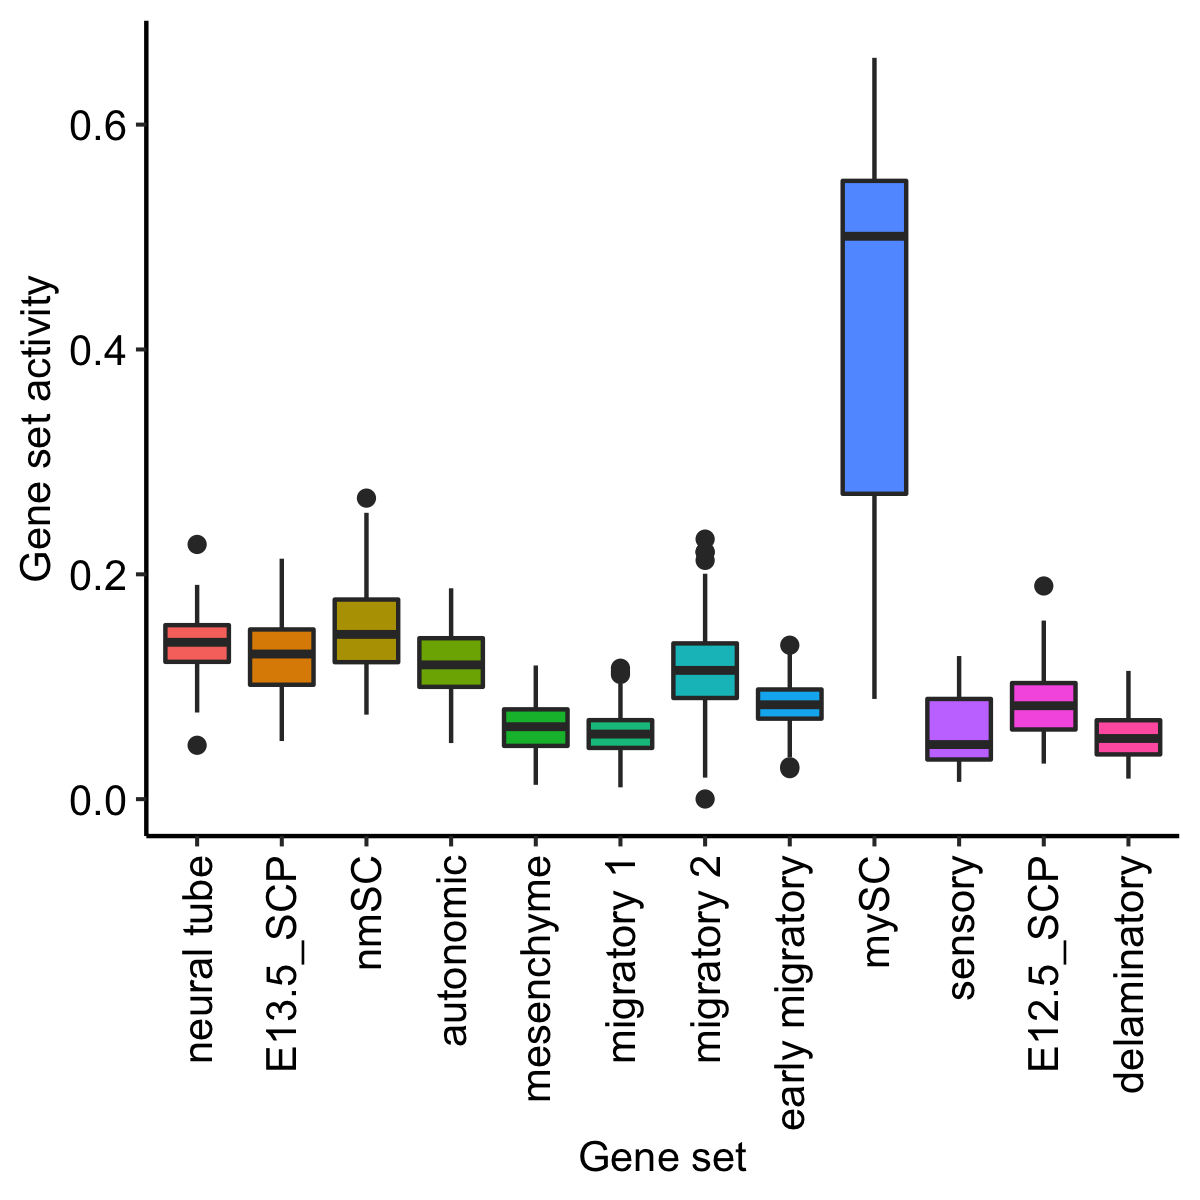 Gene set activity
0.6
0.4
0.2
0.0
neural tube
E13.5_SCP
nmSC
autonomic
mesenchyme
migratory 1
migratory 2
early migratory
mySC
sensory
E12.5_SCP
delaminatory
Gene set